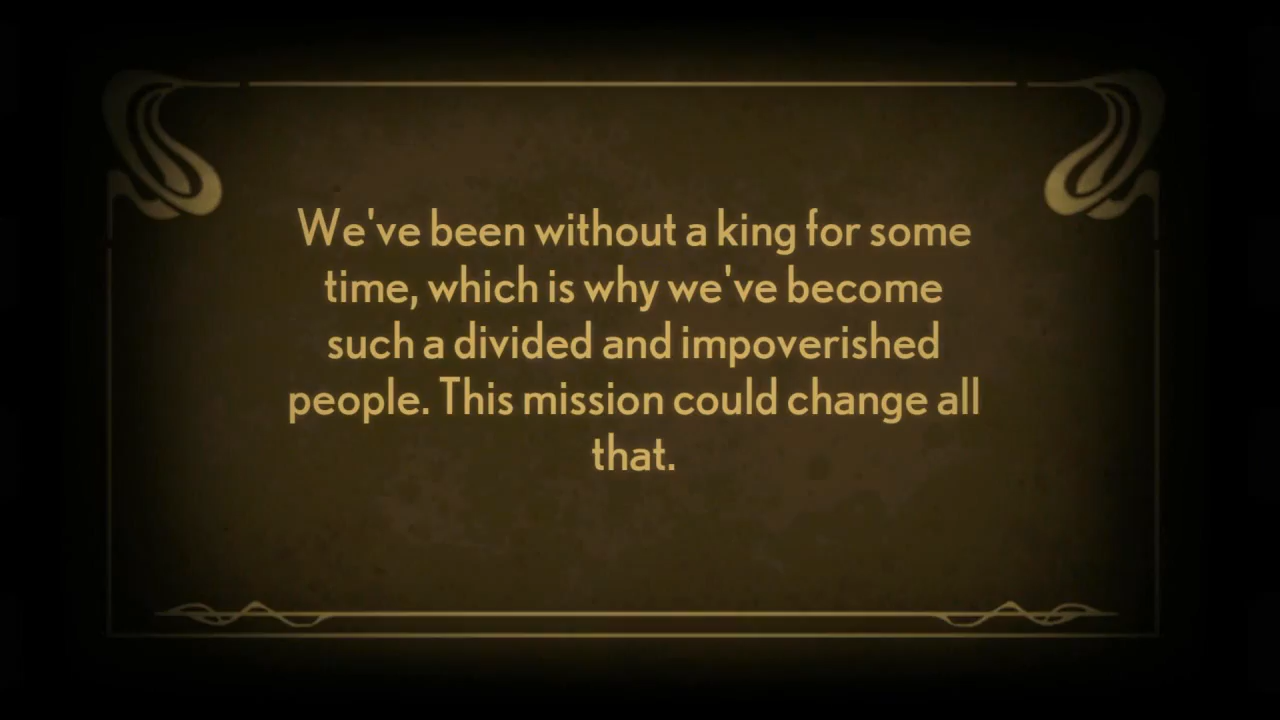 We've been without a king for some
time, which is why we've become
such a divided and impoverished
people. This mission could change all
that.